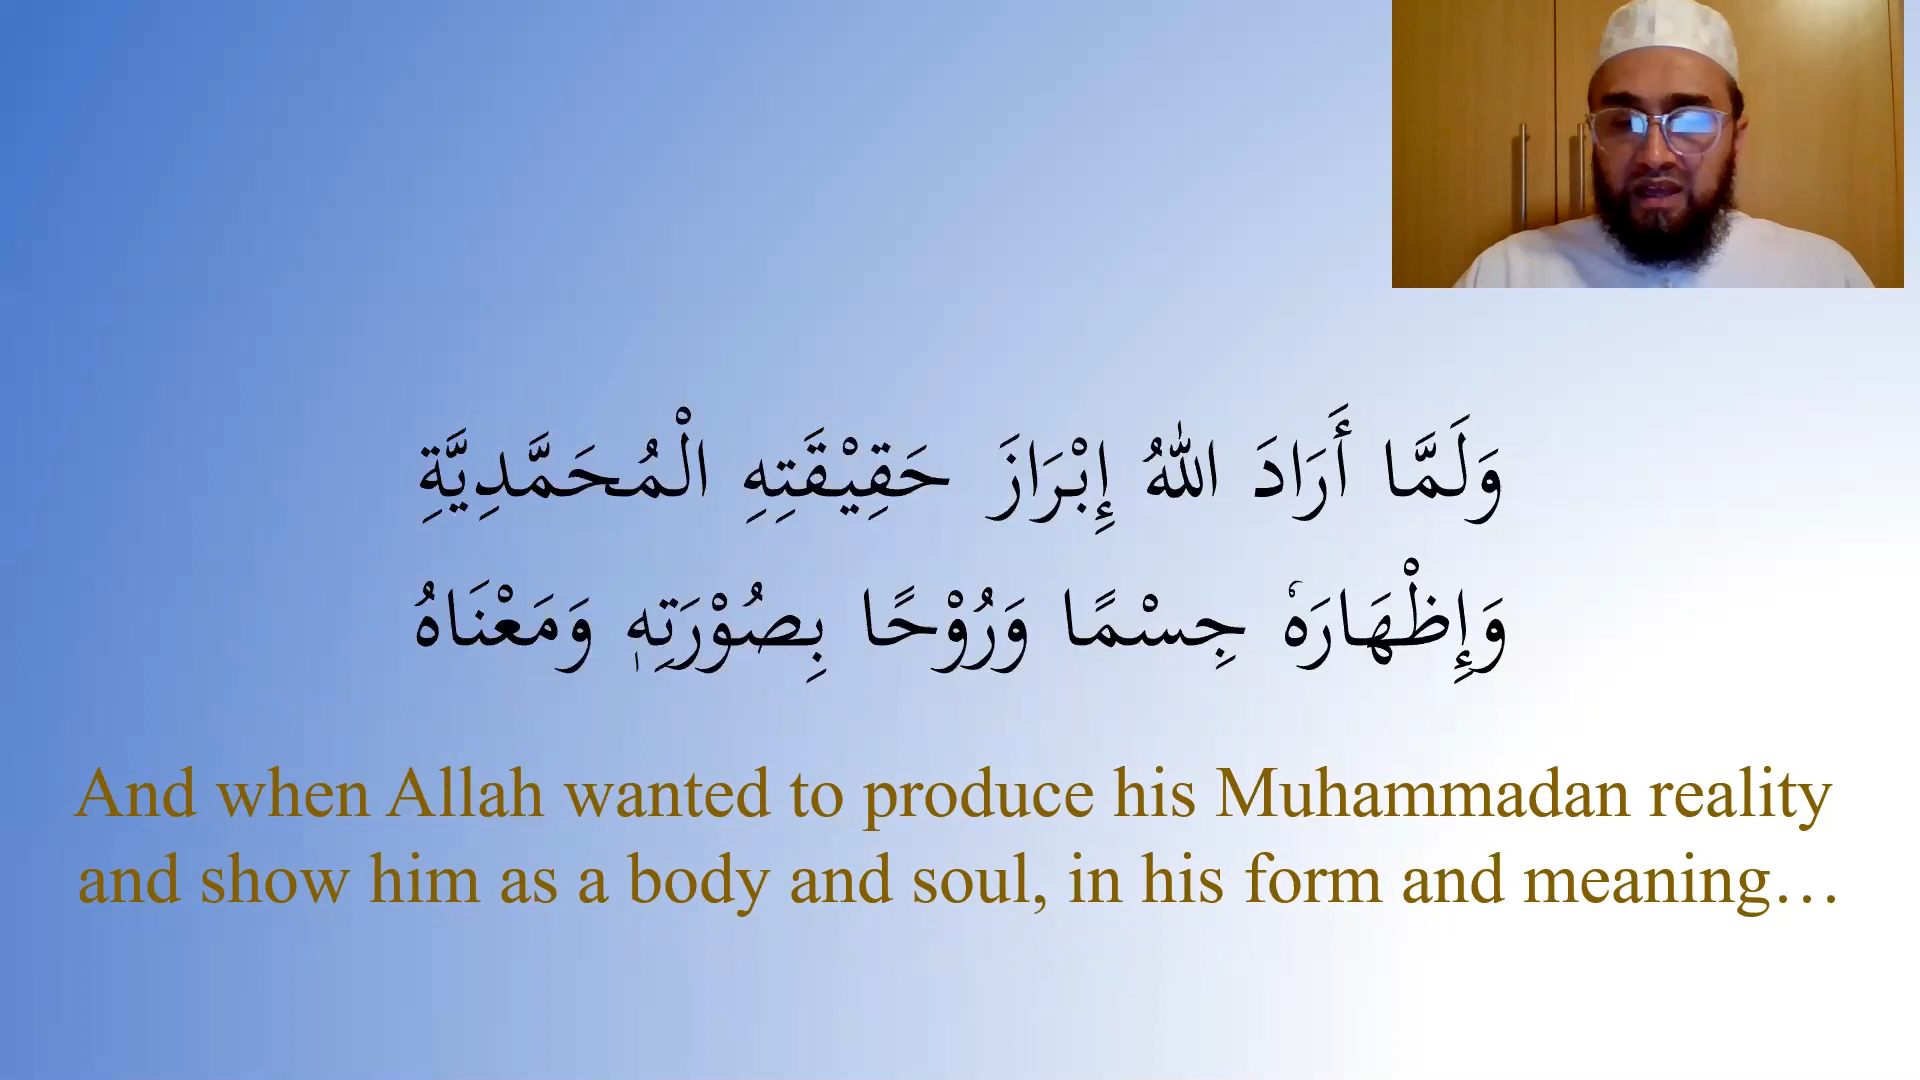 وَلَمَّا أَرَادَ اللّٰهُ إِبْرَازَ حَقِيْقَتِهِ الْمُحَمَّدِيَّةِ
وَإِظْهَارَهٗ جِسْمًا وَرُوْحًا بِصُوْرَتِهٖ وَمَعْنَاهُ
And when Allah wanted to produce his Muhammadan reality
and show him as a body and soul, in his form and meaning…